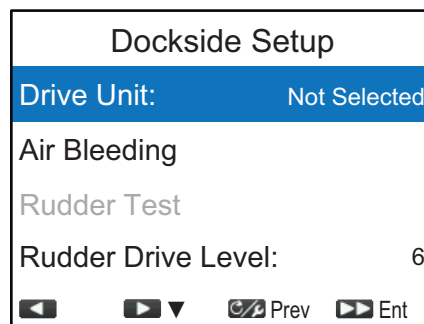 Dockside Setup
Drive Unit: Not Selected
Air Bleeding
Rudder Test
Rudder Drive Level: 6
Prev Ent